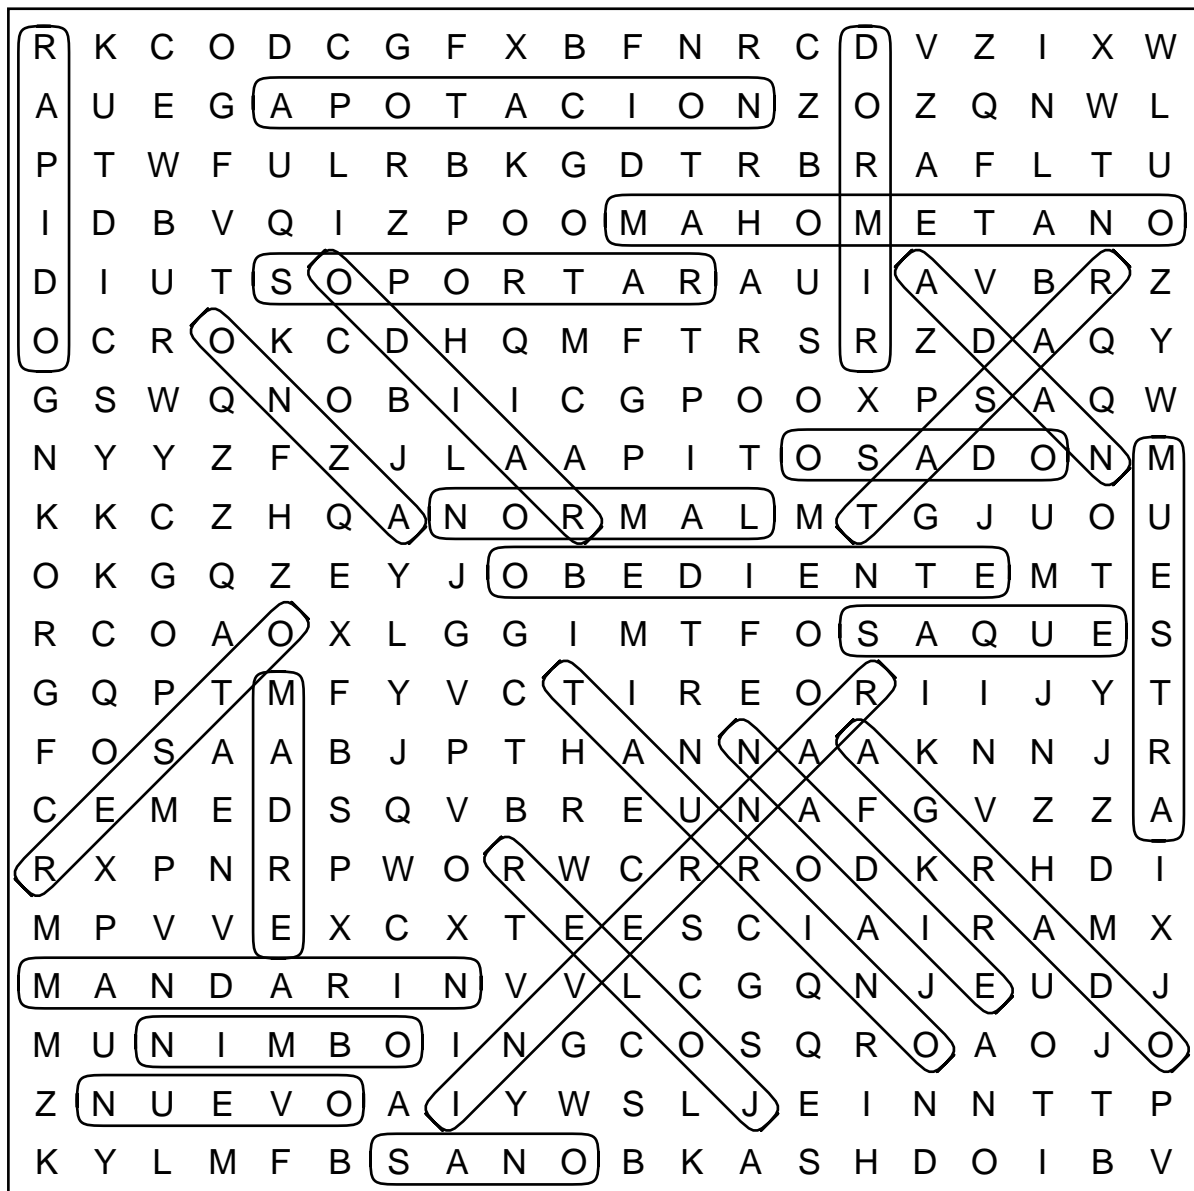 R K C O D C G F X B F N R C D V Z I X W
A U E G A P O T A C I O N Z O Z Q N W L
P T W F U L R B K G D T R B R A F L T U
I D B V Q I Z P O O M A H O M E T A N O
D I U T S O P O R T A R A U I A V B R Z
O C R O K C D H Q M F T R S R Z D A Q Y
G S W Q N O B I I C G P O O X P S A Q W
N Y Y Z F Z J L A A P I T O S A D O N M
K K C Z H Q A N O R M A L M T G J U O U
O K G Q Z E Y J O B E D I E N T E M T E
R C O A O X L G G I M T F O S A Q U E S
G Q P T M F Y V C T I R E O R I I J Y T
F O S A A B J P T H A N N A A K N N J R
C E M E D S Q V B R E U N A F G V Z Z A
R X P N R P W O R W C R R O D K R H D I
M P V V E X C X T E E S C I A I R A M X
M A N D A R I N V V L C G Q N J E U D J
M U N I M B O I N G C O S Q R O A O J O
Z N U E V O A I Y W S L J E I N N T T P
K Y L M F B S A N O B K A S H D O I B V